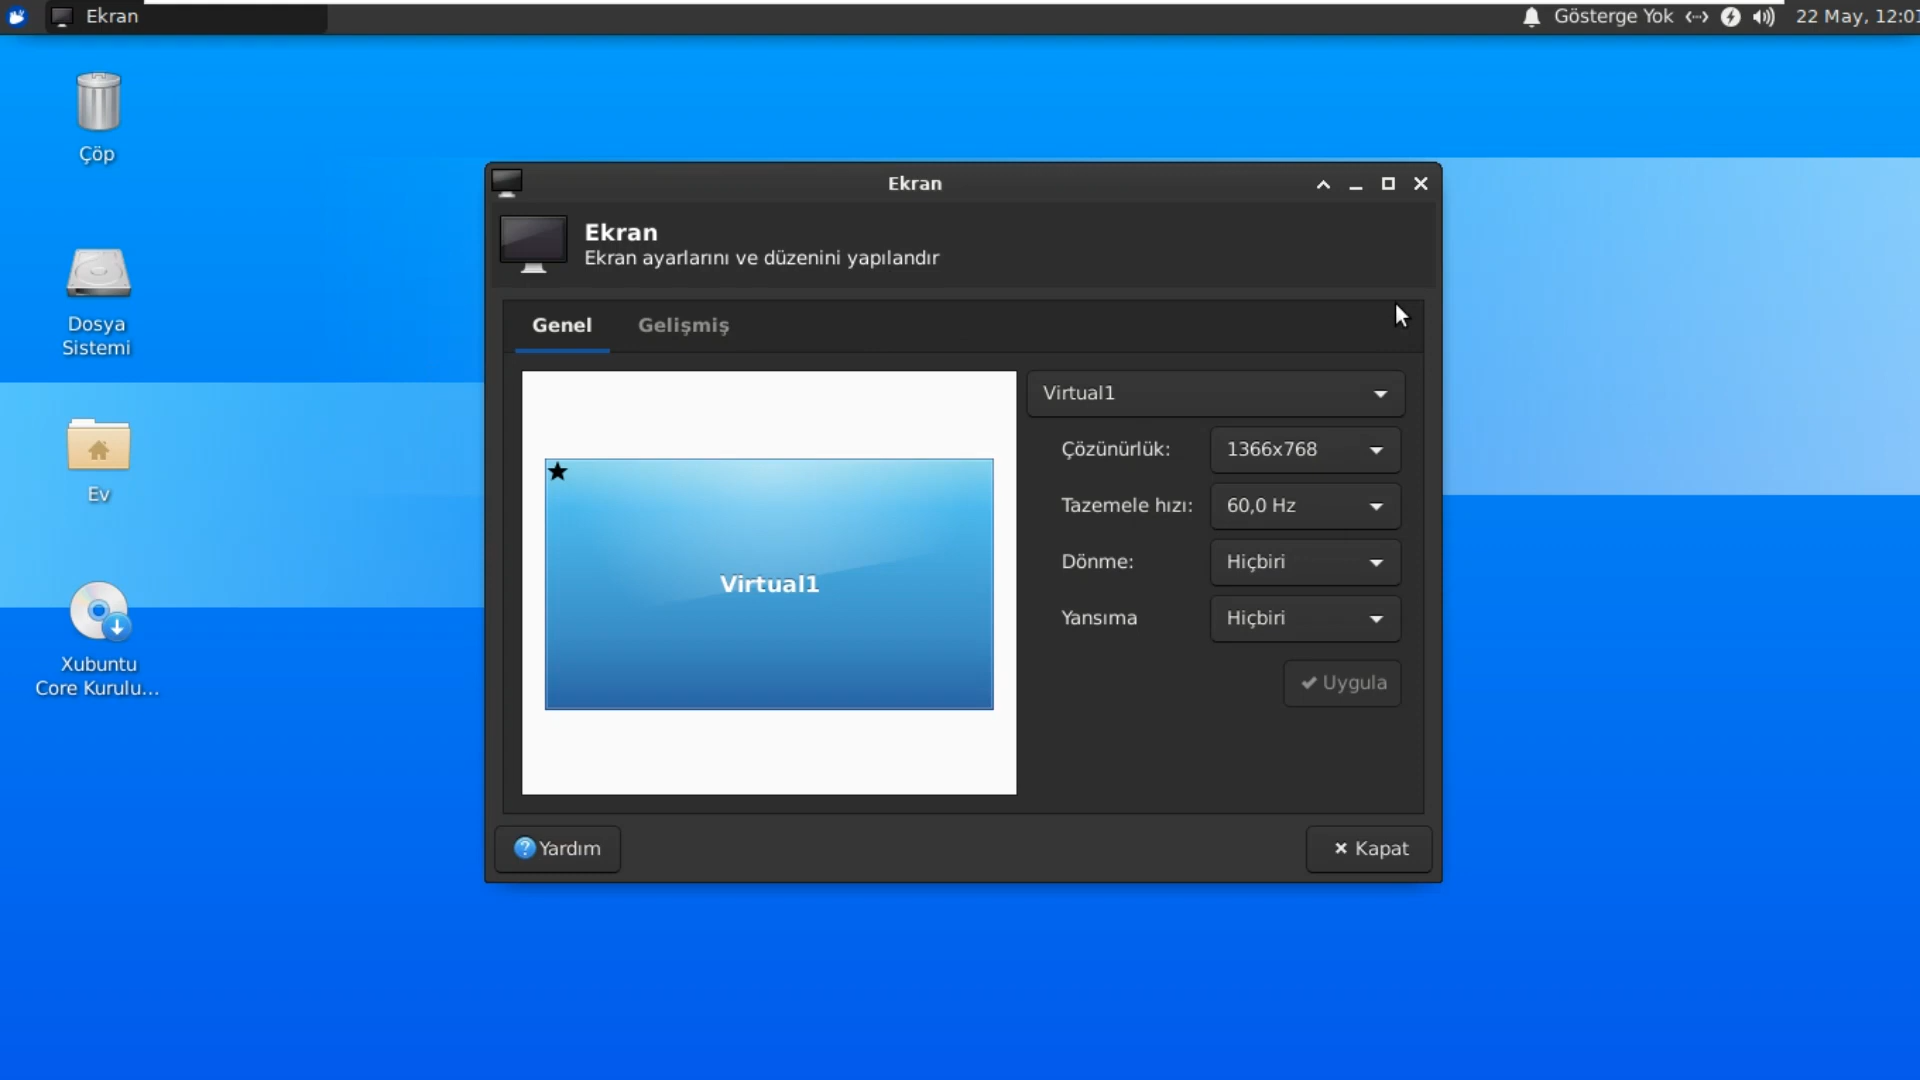 Ekran
Gösterge Yok
22 May, 12:01
Çöp
Dosya
Sistemi
Ev
Xubuntu
Core Kurulu...
Ekran
Ekran
Ekran ayarlarını ve düzenini yapılandır
Genel
Gelişmiş
Virtual1
Virtual1
Çözünürlük:
1366x768
Tazemele hızı:
60,0 Hz
Dönme:
Hiçbiri
Yansıma
Hiçbiri
Uygula
Yardım
Kapat